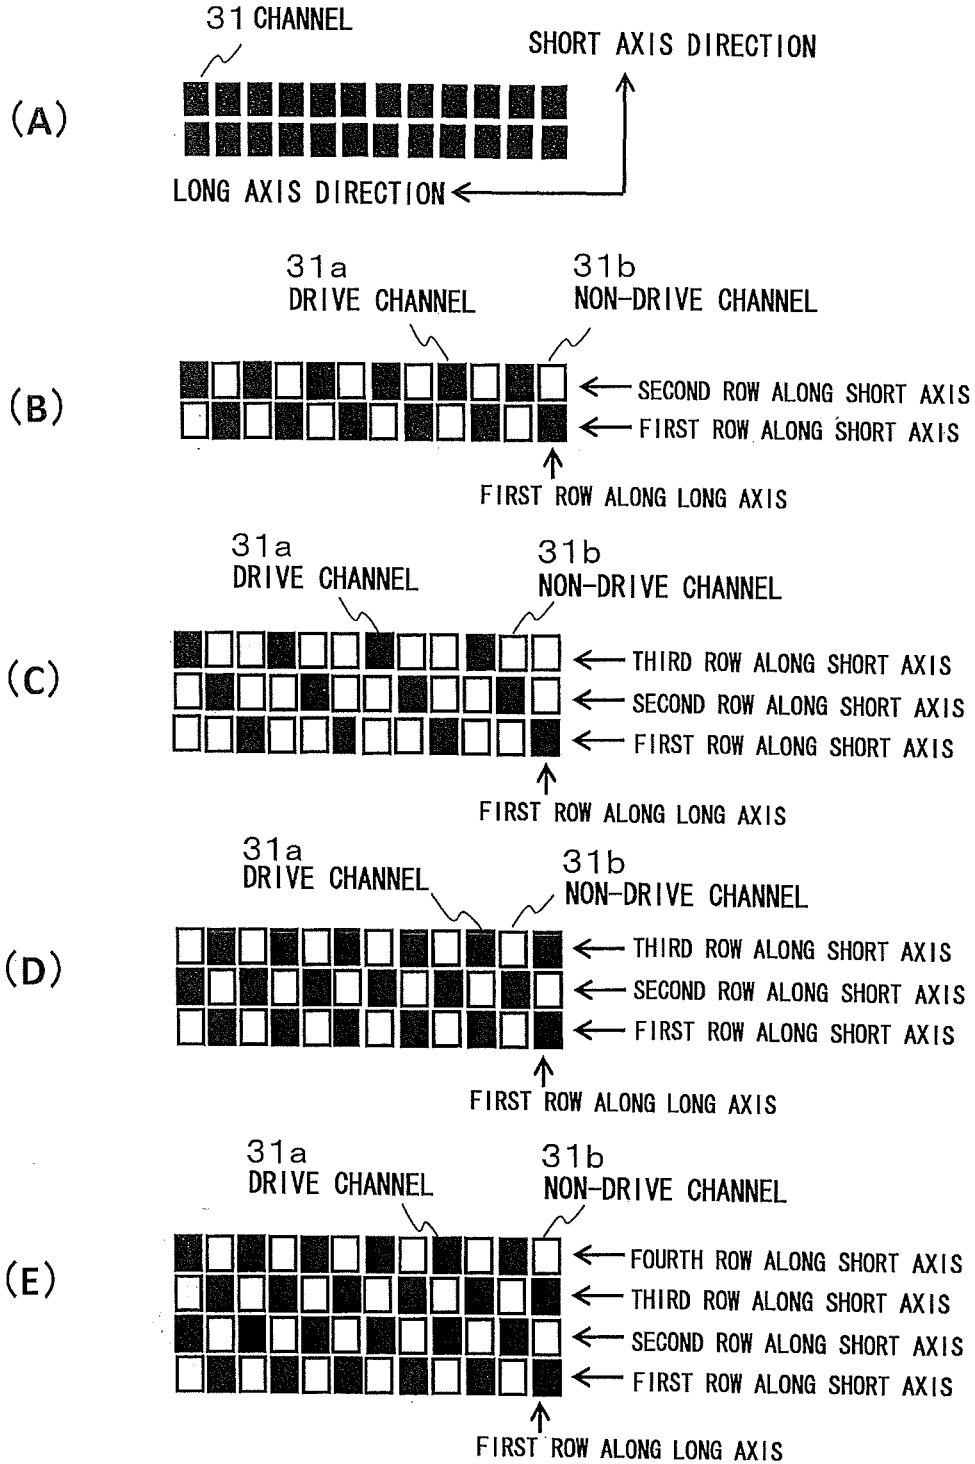 31 CHANNEL
SHORT AXIS DIRECTION
(A)
LONG AXIS DIRECTION
31a
DRIVE CHANNEL
31b
NON-DRIVE CHANNEL
(B)
SECOND ROW ALONG SHORT AXIS
FIRST ROW ALONG SHORT AXIS
FIRST ROW ALONG LONG AXIS
31a
DRIVE CHANNEL
31b
NON-DRIVE CHANNEL
(C)
THIRD ROW ALONG SHORT AXIS
SECOND ROW ALONG SHORT AXIS
FIRST ROW ALONG SHORT AXIS
FIRST ROW ALONG LONG AXIS
31a
DRIVE CHANNEL
31b
NON-DRIVE CHANNEL
(D)
THIRD ROW ALONG SHORT AXIS
SECOND ROW ALONG SHORT AXIS
FIRST ROW ALONG SHORT AXIS
FIRST ROW ALONG LONG AXIS
31a
DRIVE CHANNEL
31b
NON-DRIVE CHANNEL
(E)
FOURTH ROW ALONG SHORT AXIS
THIRD ROW ALONG SHORT AXIS
SECOND ROW ALONG SHORT AXIS
FIRST ROW ALONG SHORT AXIS
FIRST ROW ALONG LONG AXIS